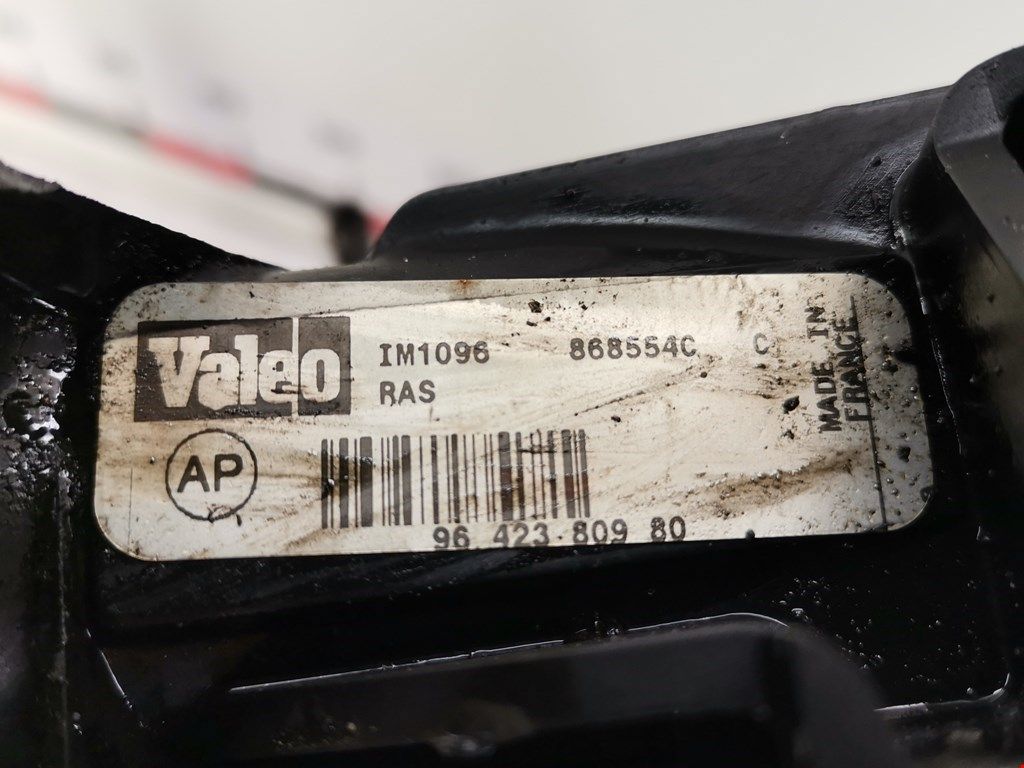 Valeo
IM1096 868554C C
RAS
MADE IN
FRANCE
AP
96 423 809 80